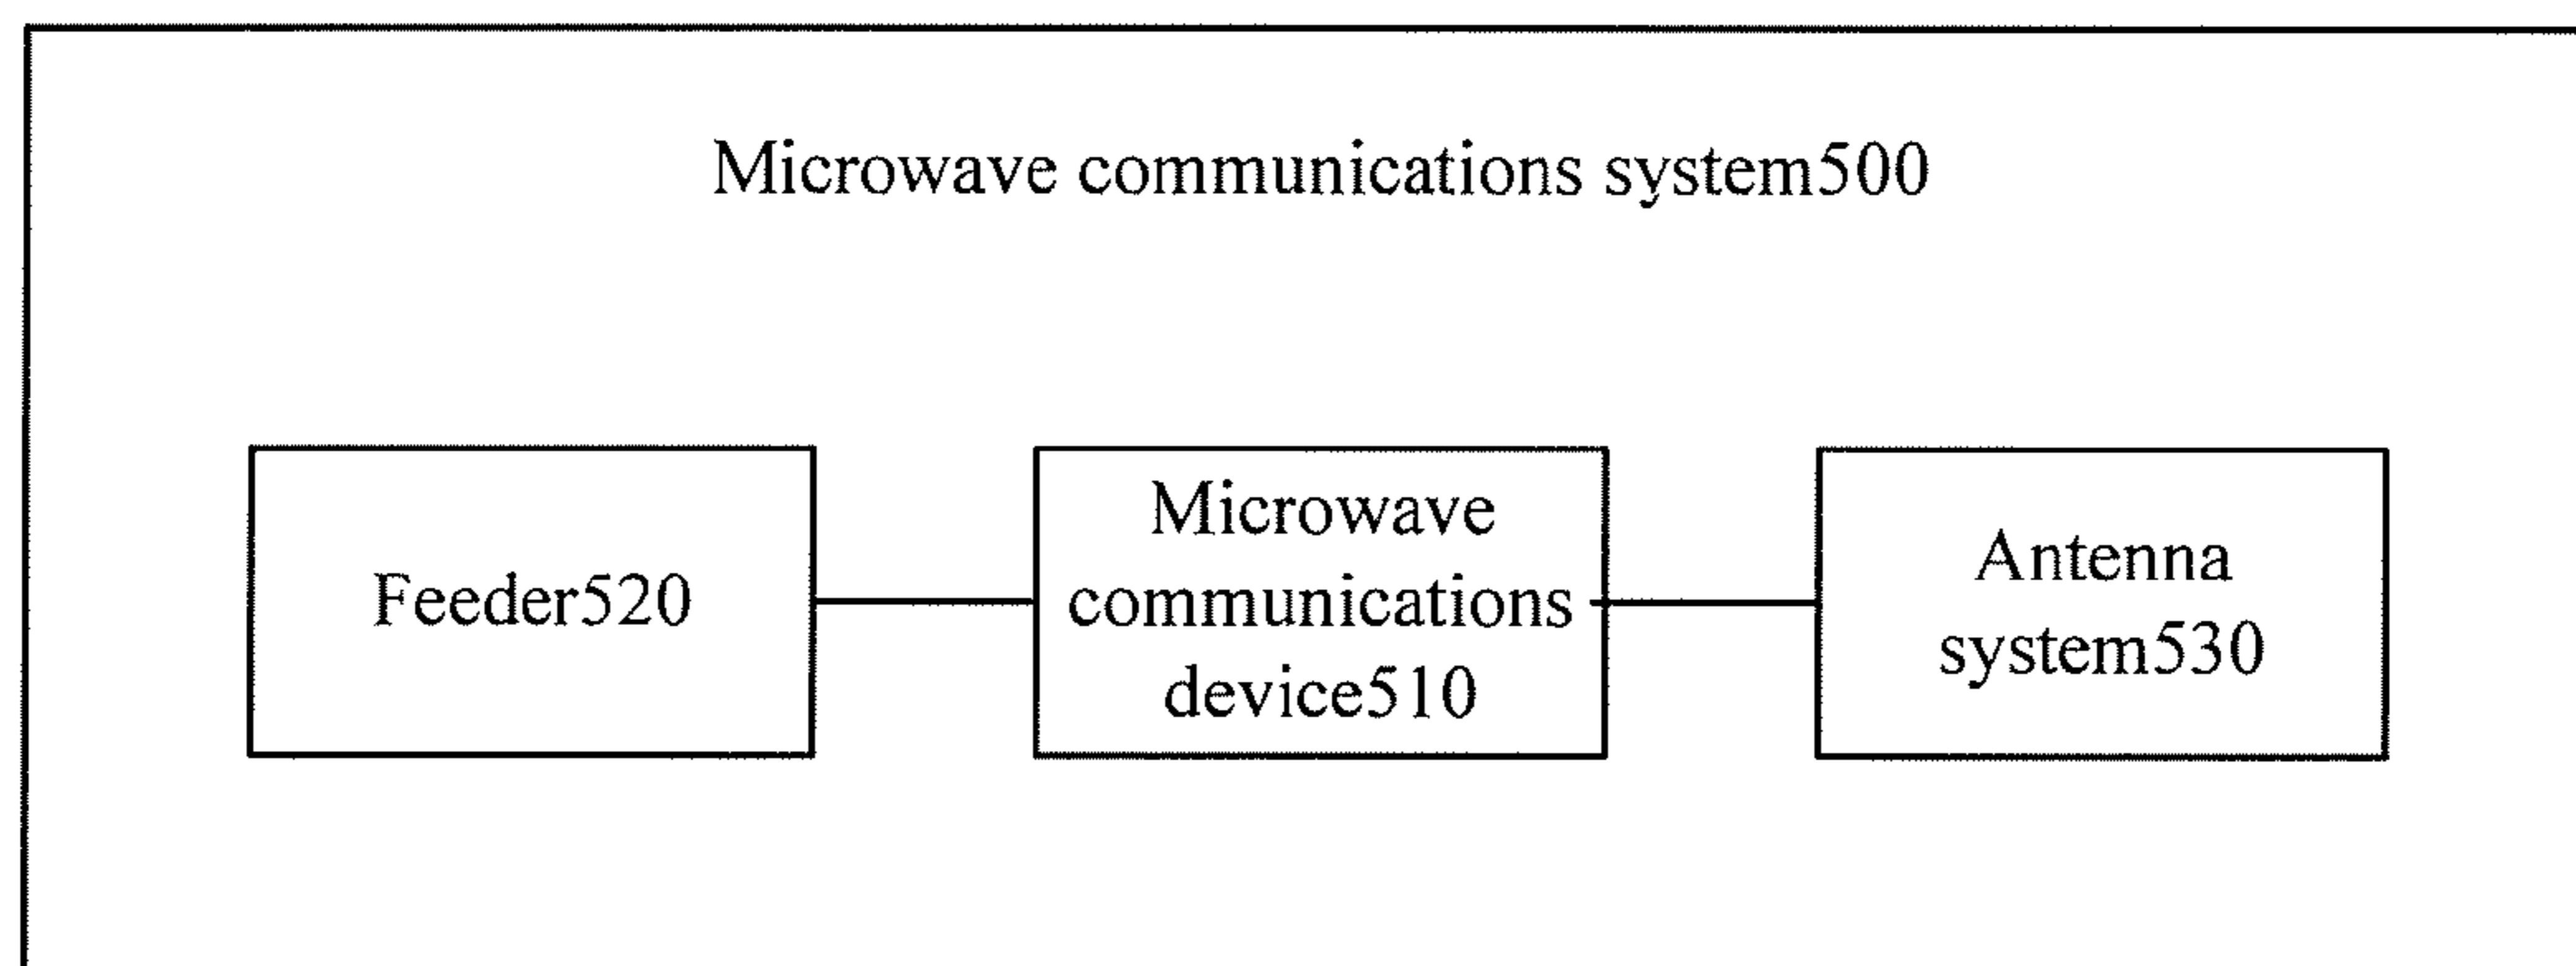 Microwave communications system500
Feeder520
Microwave
communications
device510
Antenna
system530